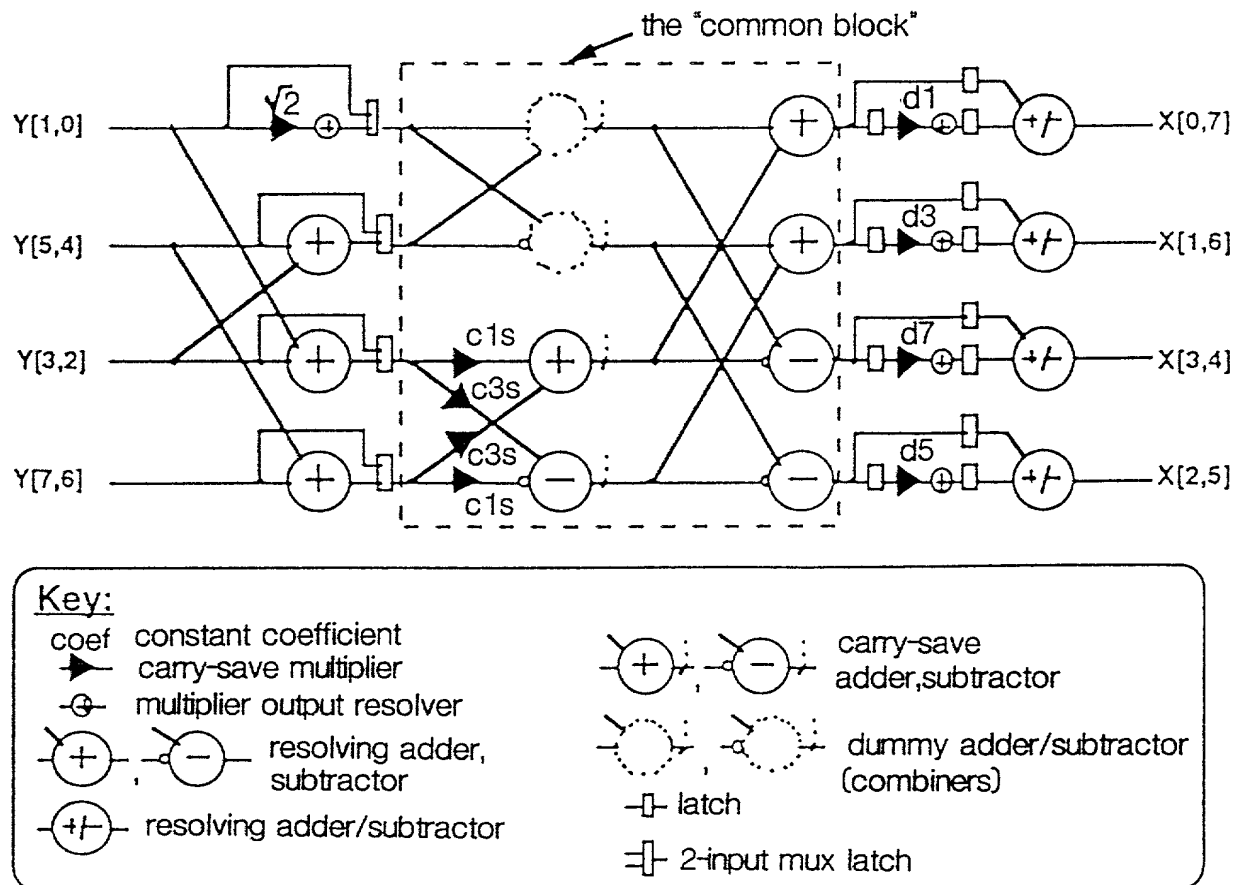 the "common block"
√2
d1
Y[1,0]
+
X[0,7]
+/-
d3
Y[5,4]
+
+
X[1,6]
+/-
c1s
d7
Y[3,2]
+
+
−
X[3,4]
+/-
c3s
c3s
d5
Y[7,6]
+
−
−
X[2,5]
+/-
c1s
Key:
coef constant coefficient
carry-save multiplier
multiplier output resolver
+ , − resolving adder,
subtractor
+/- resolving adder/subtractor
+ , − carry-save
adder,subtractor
, dummy adder/subtractor
(combiners)
latch
2-input mux latch